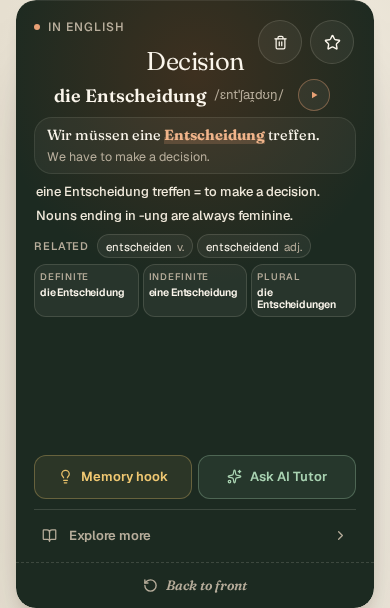 IN ENGLISH
Decision
die Entscheidung /ɛntˈʃaɪ̯dʊŋ/
Wir müssen eine Entscheidung treffen.
We have to make a decision.
eine Entscheidung treffen = to make a decision.
Nouns ending in -ung are always feminine.
RELATED entscheiden v. entscheidend adj.
DEFINITE INDEFINITE PLURAL
die Entscheidung eine Entscheidung die
Entscheidungen
Memory hook Ask AI Tutor
Explore more
Back to front